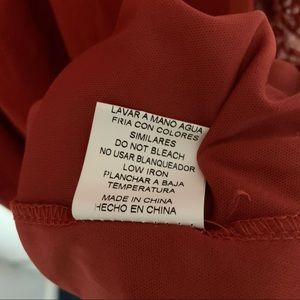 LAVAR A MANO AGUA
FRIA CON COLORES
SIMILARES
DO NOT BLEACH
NO USAR BLANQUEADOR
LOW IRON
PLANCHAR A BAJA
TEMPERATURA
MADE IN CHINA
HECHO EN CHINA